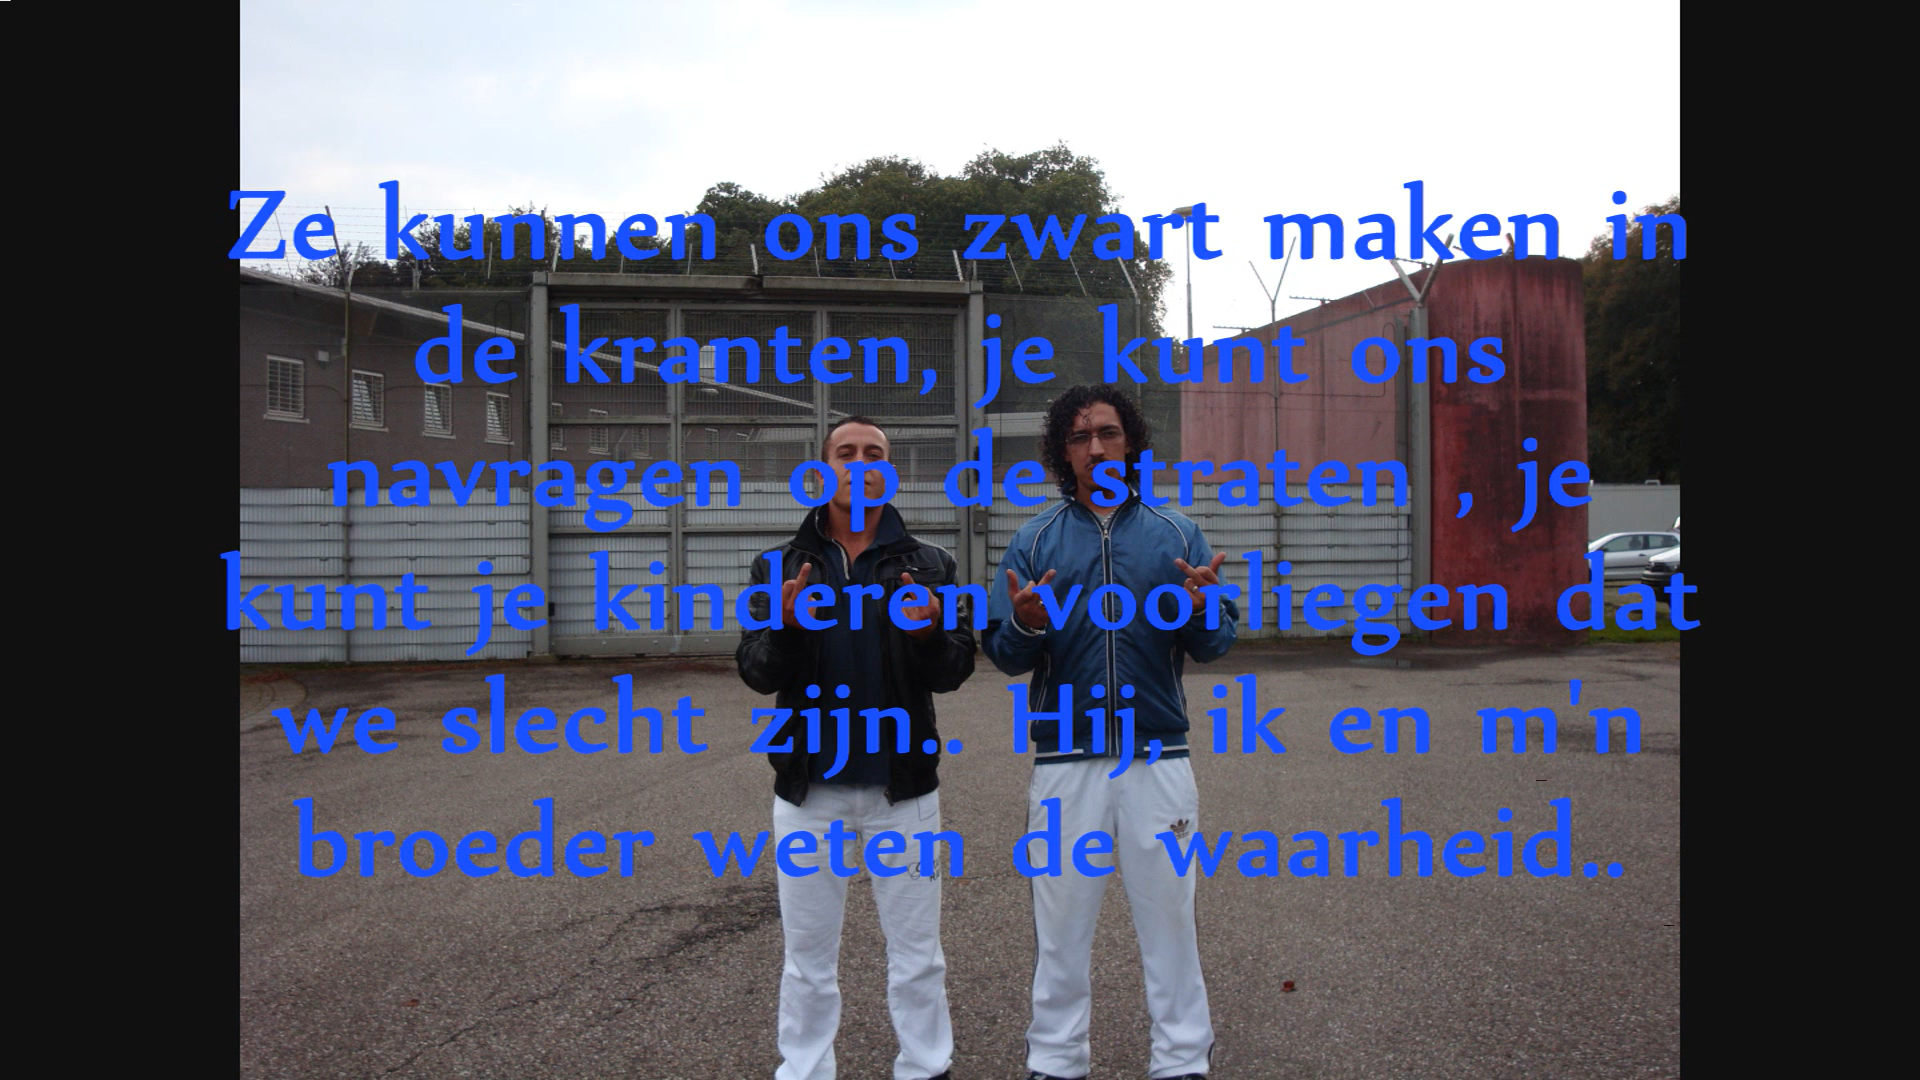 Ze kunnen ons zwart maken in
de kranten, je kunt ons
navragen op de straten , je
kunt je kinderen voorliegen dat
we slecht zijn.. Hij, ik en m'n
broeder weten de waarheid..